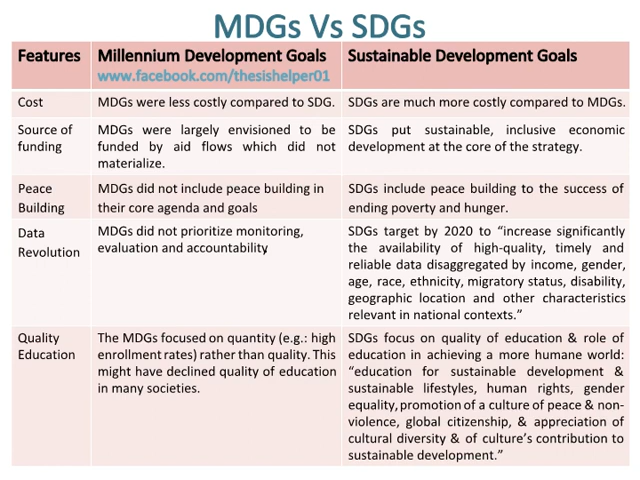 MDGs Vs SDGs
Features
Millennium Development Goals
www.facebook.com/thesishelper01
Sustainable Development Goals
Cost
MDGs were less costly compared to SDG.
SDGs are much more costly compared to MDGs.
Source of
funding
MDGs were largely envisioned to be
funded by aid flows which did not
materialize.
SDGs put sustainable, inclusive economic
development at the core of the strategy.
Peace
Building
MDGs did not include peace building in
their core agenda and goals
SDGs include peace building to the success of
ending poverty and hunger.
Data
Revolution
MDGs did not prioritize monitoring,
evaluation and accountability
SDGs target by 2020 to “increase significantly
the availability of high-quality, timely and
reliable data disaggregated by income, gender,
age, race, ethnicity, migratory status, disability,
geographic location and other characteristics
relevant in national contexts.”
Quality
Education
The MDGs focused on quantity (e.g.: high
enrollment rates) rather than quality. This
might have declined quality of education
in many societies.
SDGs focus on quality of education & role of
education in achieving a more humane world:
“education for sustainable development &
sustainable lifestyles, human rights, gender
equality, promotion of a culture of peace & non-
violence, global citizenship, & appreciation of
cultural diversity & of culture’s contribution to
sustainable development.”